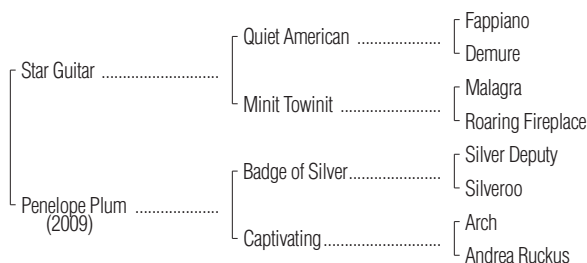 Fappiano
Quiet American ........................
Demure
Star Guitar ..................................
Malagra
Minit Towinit ............................
Roaring Fireplace
Silver Deputy
Badge of Silver..........................
Silveroo
Penelope Plum ........................
(2009)
Arch
Captivating.................................
Andrea Ruckus